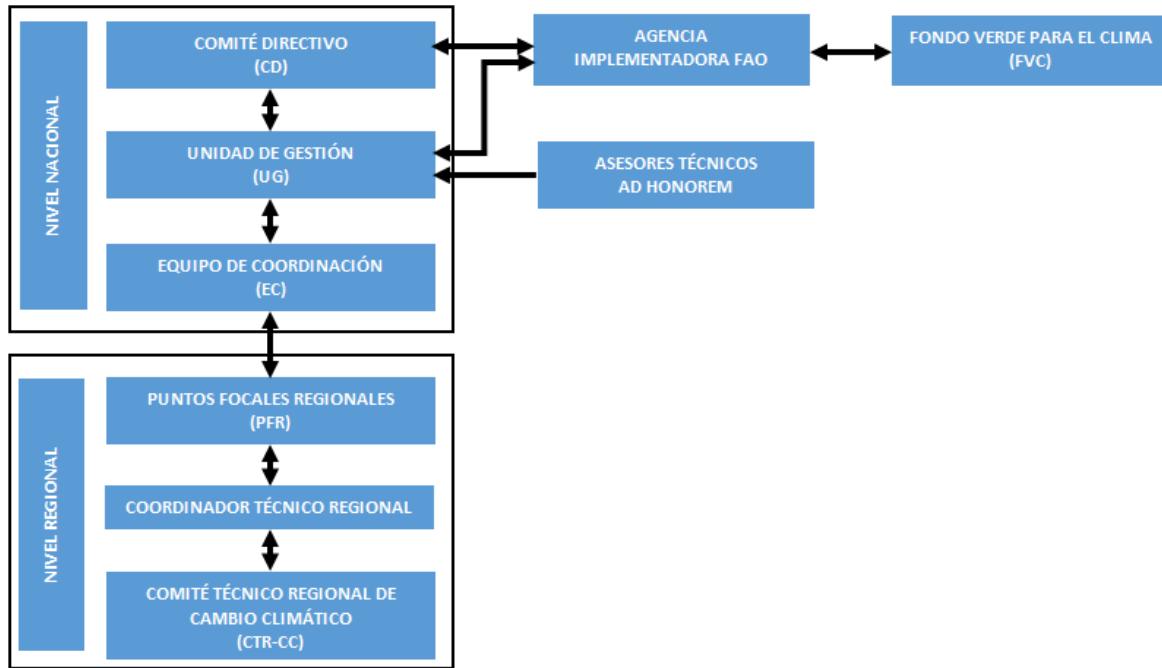 NIVEL NACIONAL
COMITÉ DIRECTIVO
(CD)
UNIDAD DE GESTIÓN
(UG)
EQUIPO DE COORDINACIÓN
(EC)
AGENCIA
IMPLEMENTADORA FAO
FONDO VERDE PARA EL CLIMA
(FVC)
ASESORES TÉCNICOS
AD HONOREM
NIVEL REGIONAL
PUNTOS FOCALES REGIONALES
(PFR)
COORDINADOR TÉCNICO REGIONAL
COMITÉ TÉCNICO REGIONAL DE
CAMBIO CLIMÁTICO
(CTR-CC)